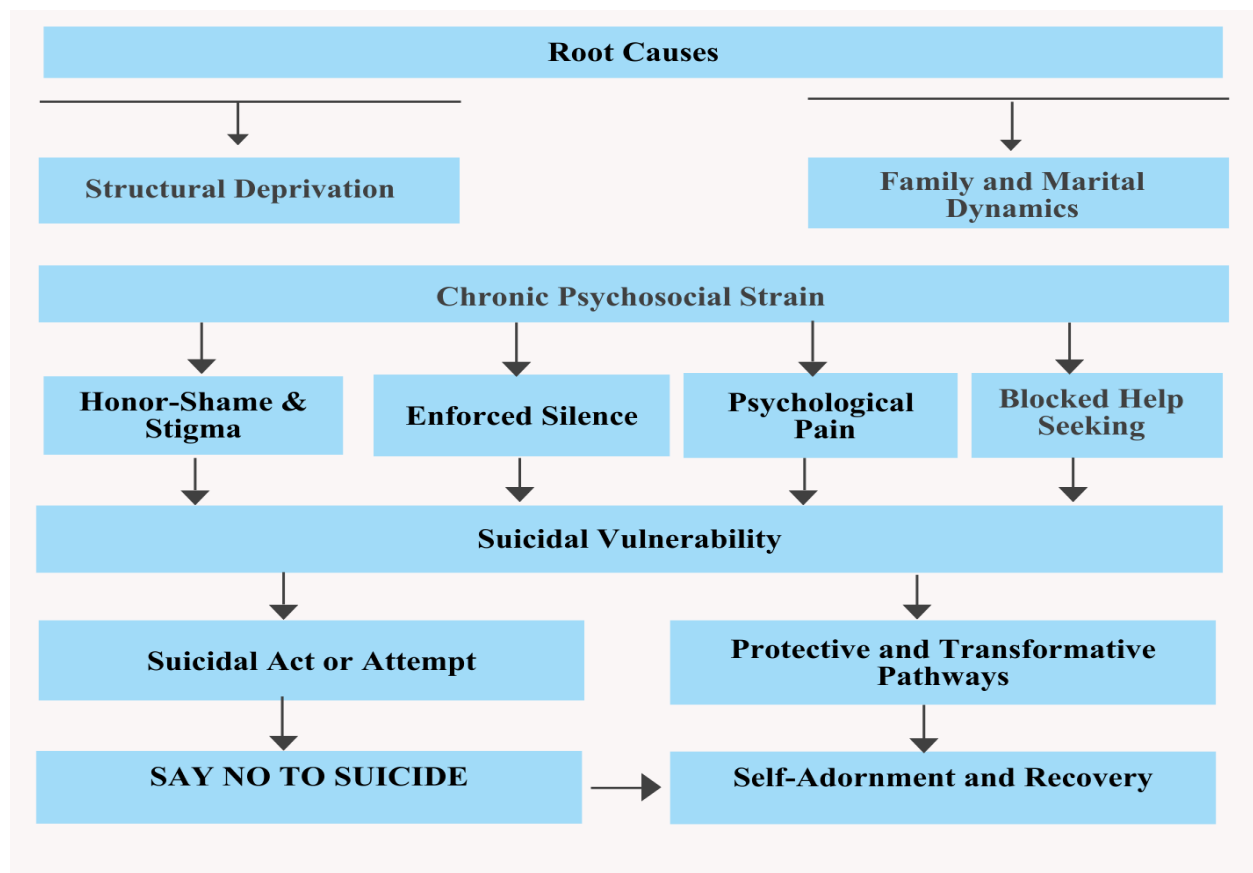 Root Causes
Structural Deprivation
Family and Marital
Dynamics
Chronic Psychosocial Strain
Honor-Shame &
Stigma
Enforced Silence
Psychological
Pain
Blocked Help
Seeking
Suicidal Vulnerability
Suicidal Act or Attempt
Protective and Transformative
Pathways
SAY NO TO SUICIDE
Self-Adornment and Recovery